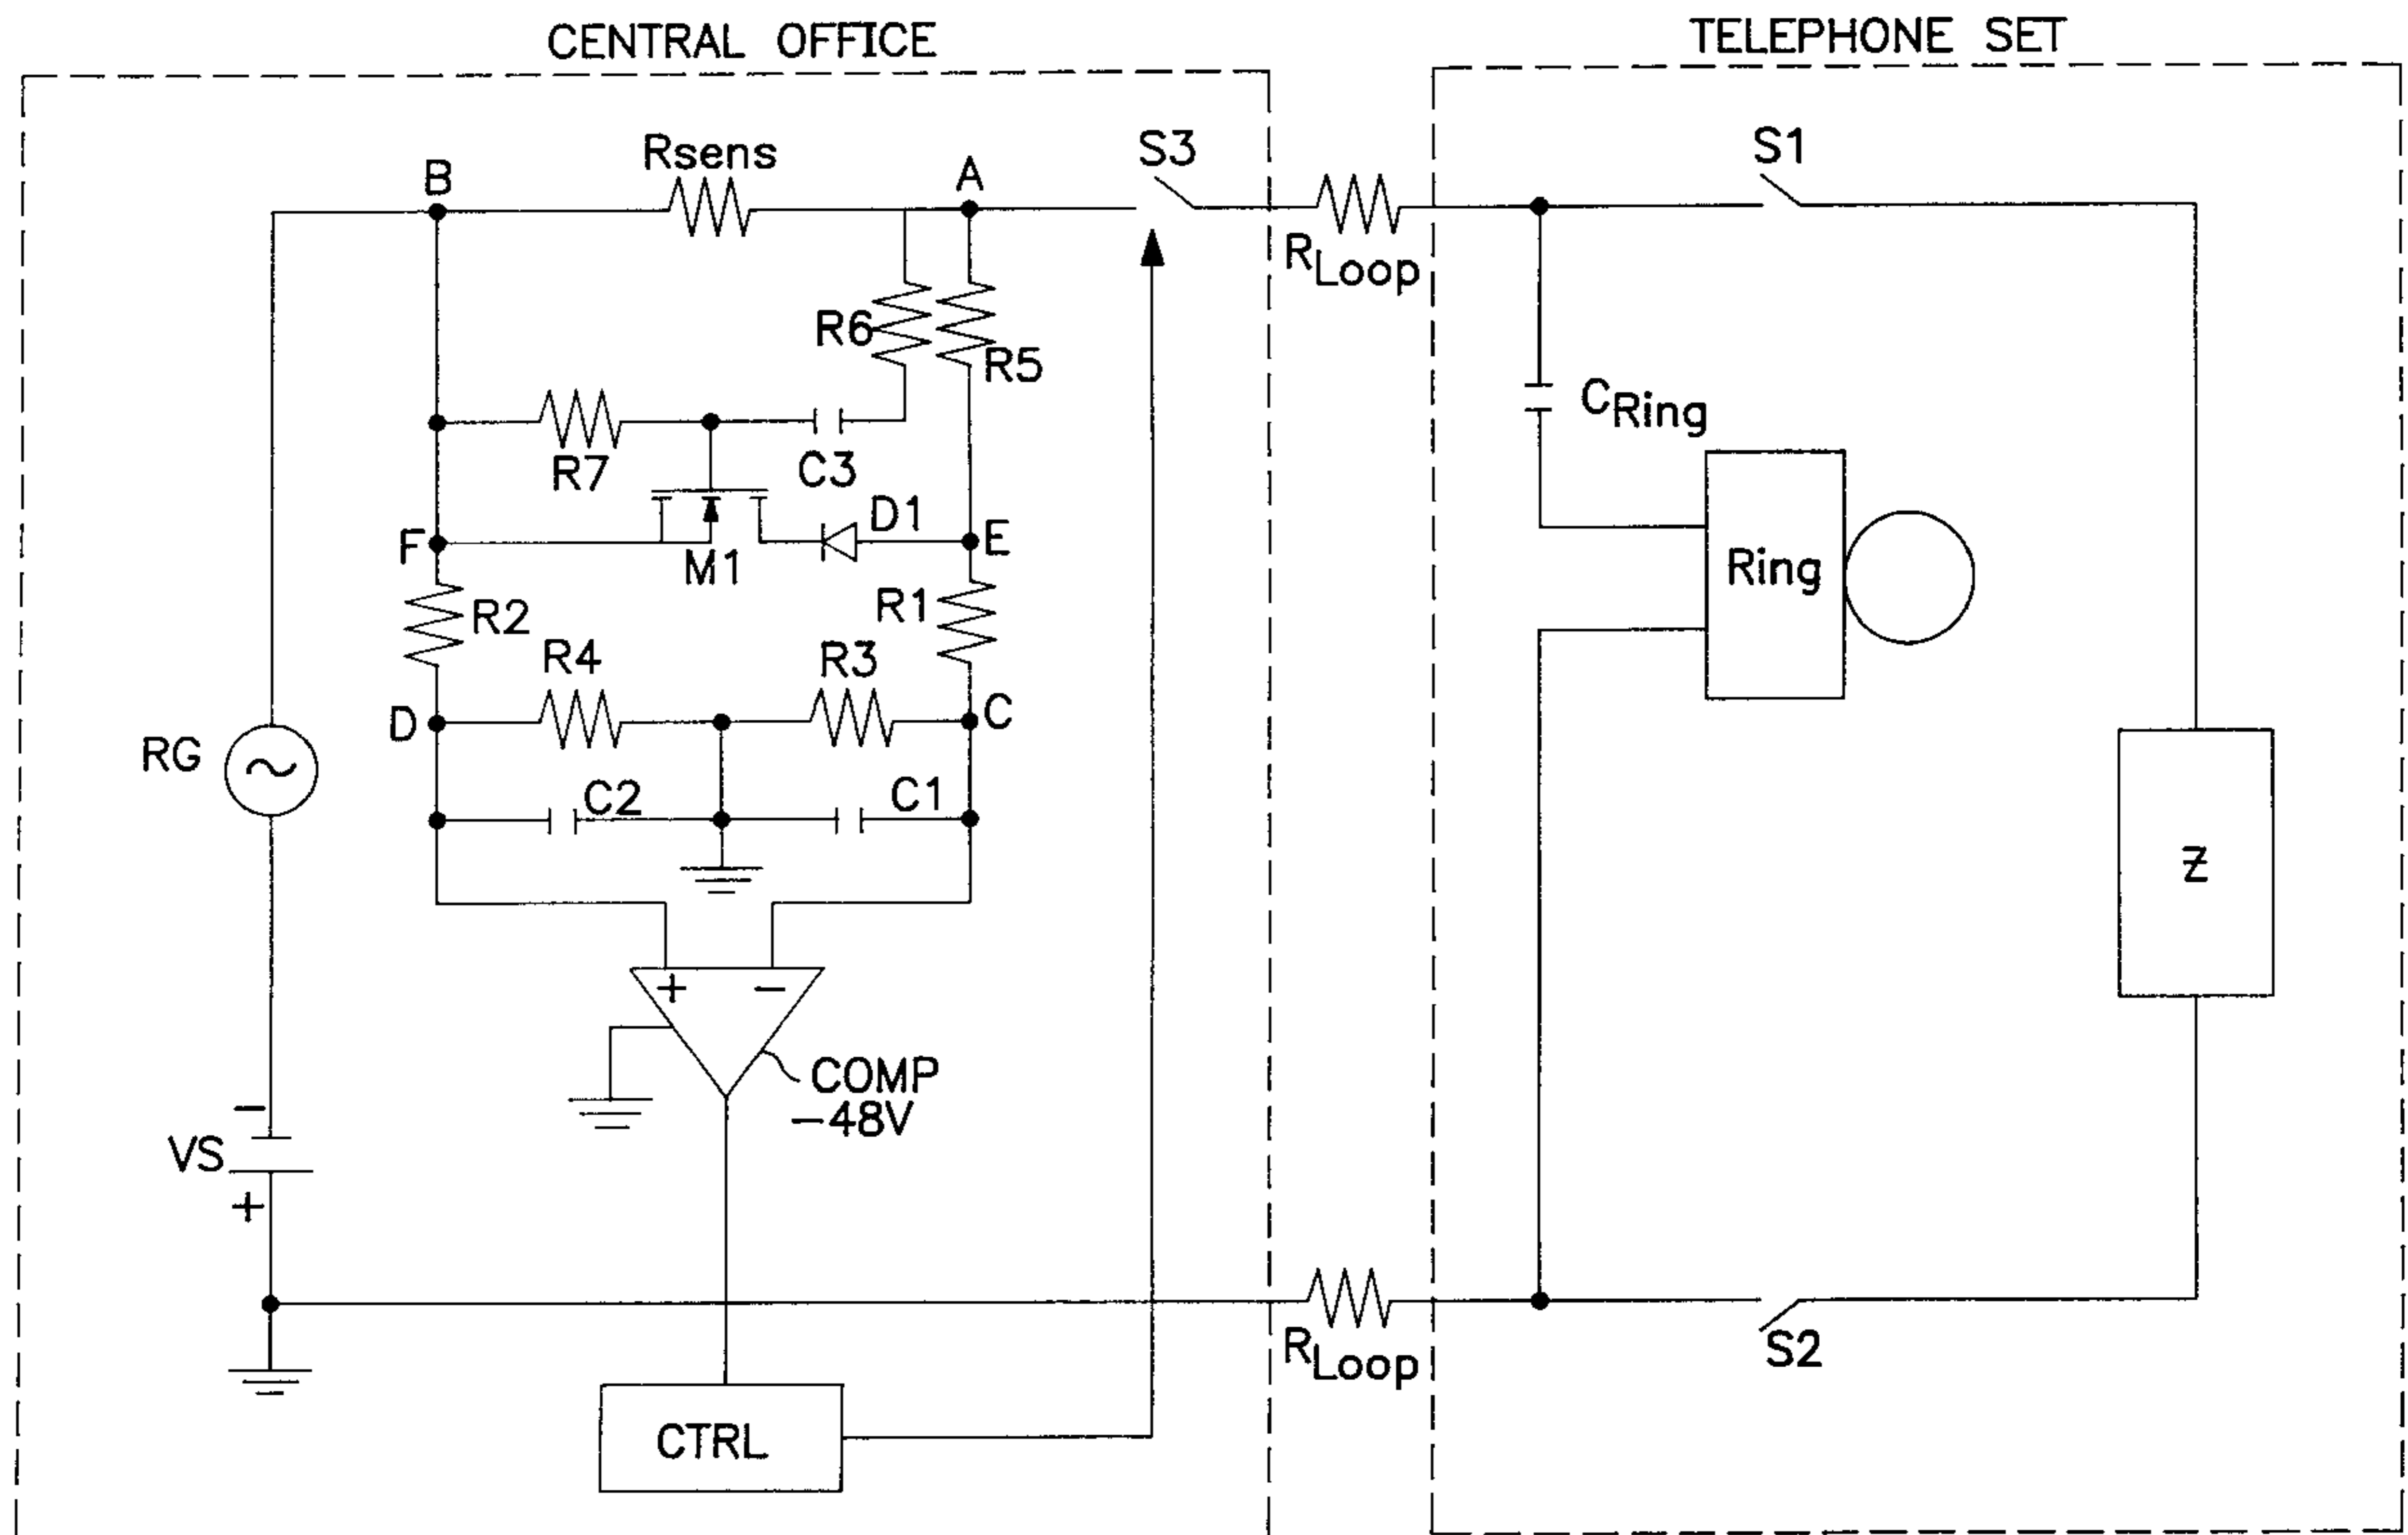 CENTRAL OFFICE
TELEPHONE SET
B
Rsens
A
S3
S1
RLoop
R6
R5
R7
C3
CRing
F
M1
D1
E
Ring
R2
R1
R4
R3
D
C
RG
C2
C1
Z
+ -
COMP
-48V
-
VS
+
RLoop
S2
CTRL